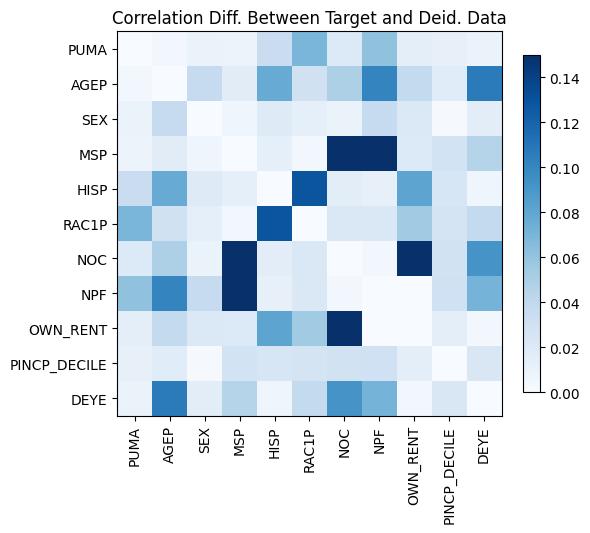 Correlation Diff. Between Target and Deid. Data
PUMA
AGEP
SEX
MSP
HISP
RAC1P
NOC
NPF
OWN_RENT
PINCP_DECILE
DEYE
PUMA
AGEP
SEX
MSP
HISP
RAC1P
NOC
NPF
OWN_RENT
PINCP_DECILE
DEYE
0.14
0.12
0.10
0.08
0.06
0.04
0.02
0.00